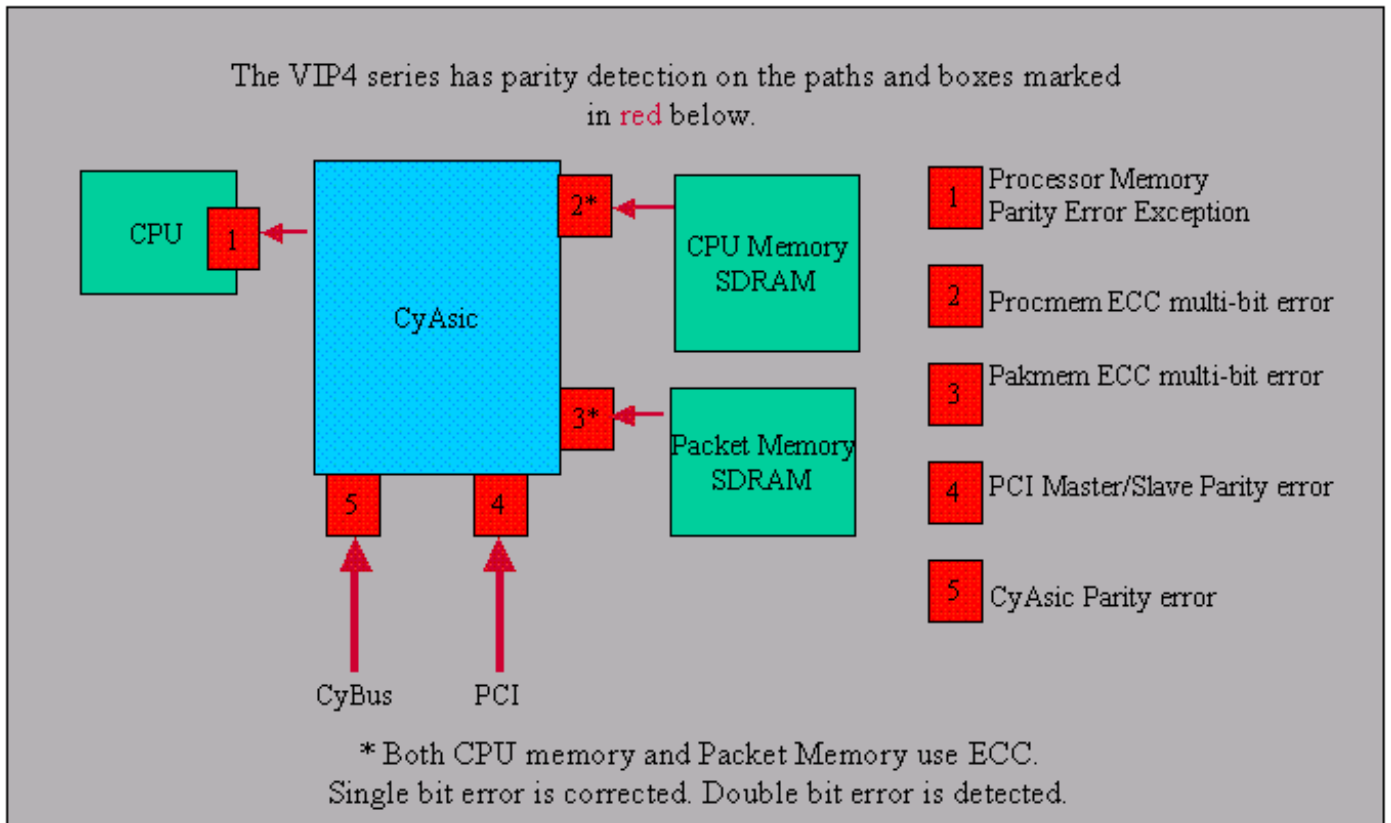 The VIP4 series has parity detection on the paths and boxes marked
in red below.
CPU
1
CyAsic
2*
CPU Memory
SDRAM
3*
Packet Memory
SDRAM
5
4
CyBus
PCI
1
Processor Memory
Parity Error Exception
2
Procmem ECC multi-bit error
3
Pakmem ECC multi-bit error
4
PCI Master/Slave Parity error
5
CyAsic Parity error
* Both CPU memory and Packet Memory use ECC.
Single bit error is corrected. Double bit error is detected.